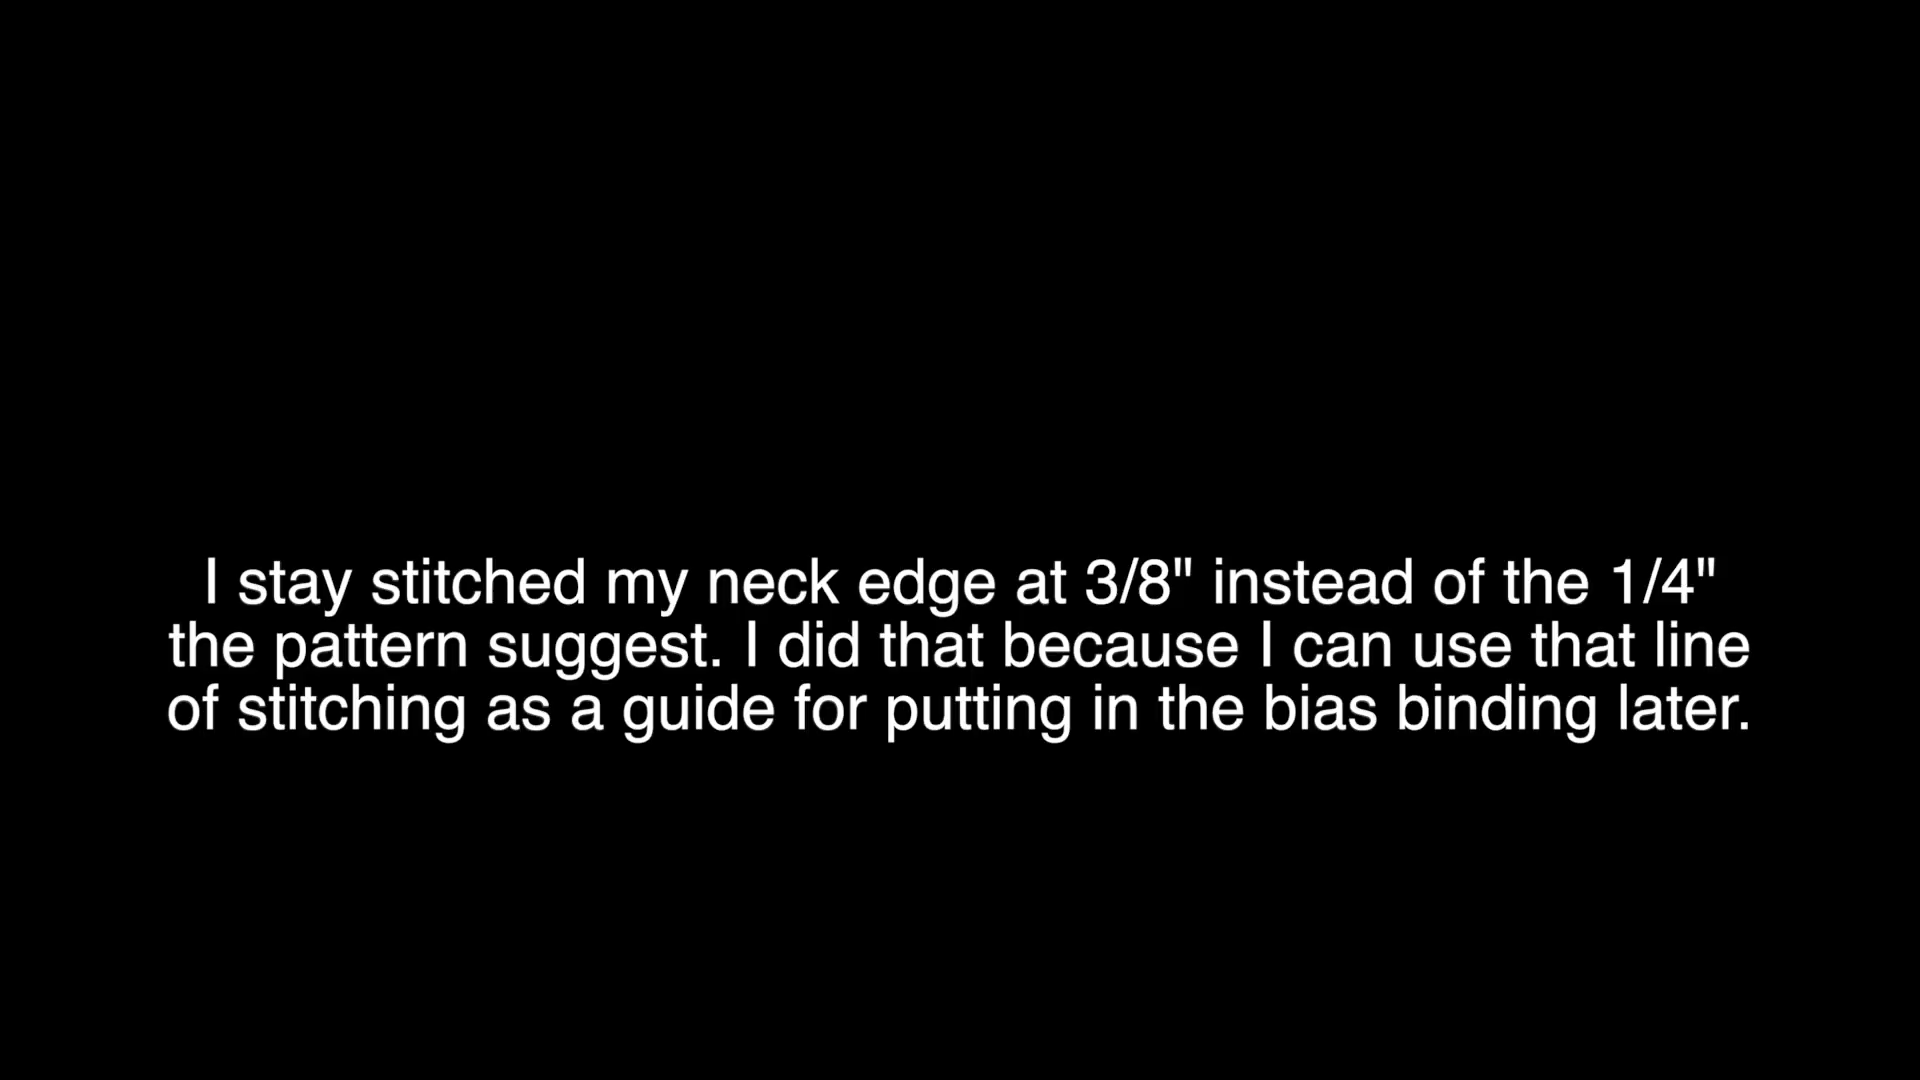 I stay stitched my neck edge at 3/8" instead of the 1/4"
the pattern suggest. I did that because I can use that line
of stitching as a guide for putting in the bias binding later.